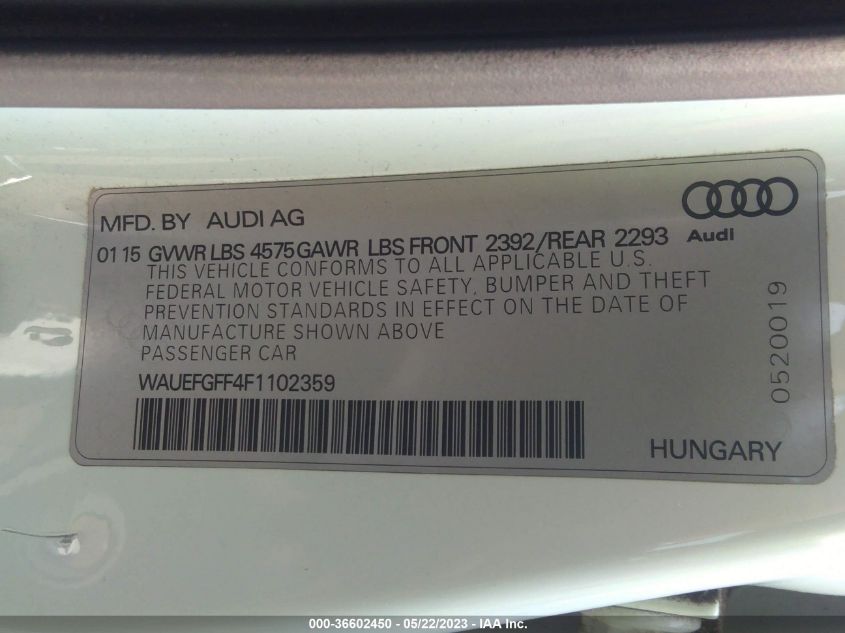 MFD. BY AUDI AG
Audi
01 15 GVWR LBS 4575 GAWR LBS FRONT 2392/REAR 2293
THIS VEHICLE CONFORMS TO ALL APPLICABLE U.S.
FEDERAL MOTOR VEHICLE SAFETY, BUMPER AND THEFT
PREVENTION STANDARDS IN EFFECT ON THE DATE OF
MANUFACTURE SHOWN ABOVE
PASSENGER CAR
WAUEFGFF4F1102359
0520019
HUNGARY
000-36602450 - 05/22/2023 - IAA Inc.